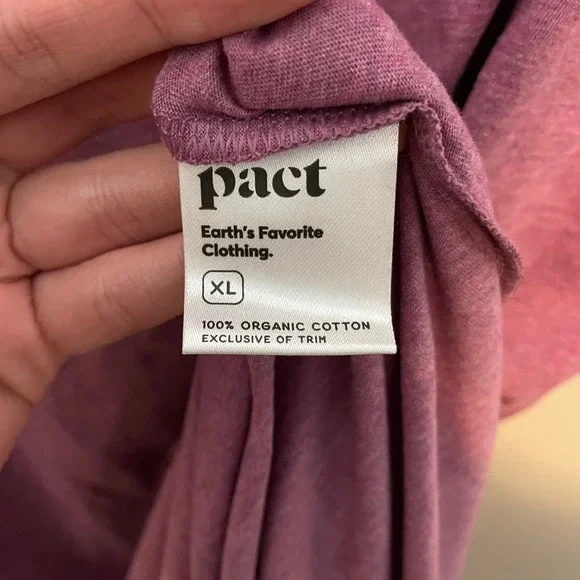 pact
Earth's Favorite
Clothing.
XL
100% ORGANIC COTTON
EXCLUSIVE OF TRIM